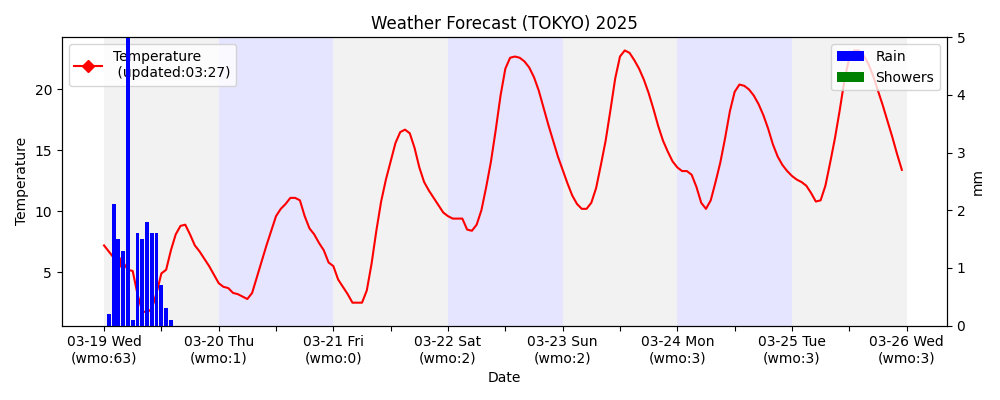 Weather Forecast (TOKYO) 2025
Temperature
(updated:03:27)
Rain
Showers
Temperature
20
15
10
5
5
4
3
2
1
0
mm
03-19 Wed
(wmo:63)
03-20 Thu
(wmo:1)
03-21 Fri
(wmo:0)
03-22 Sat
(wmo:2)
03-23 Sun
(wmo:2)
03-24 Mon
(wmo:3)
03-25 Tue
(wmo:3)
03-26 Wed
(wmo:3)
Date